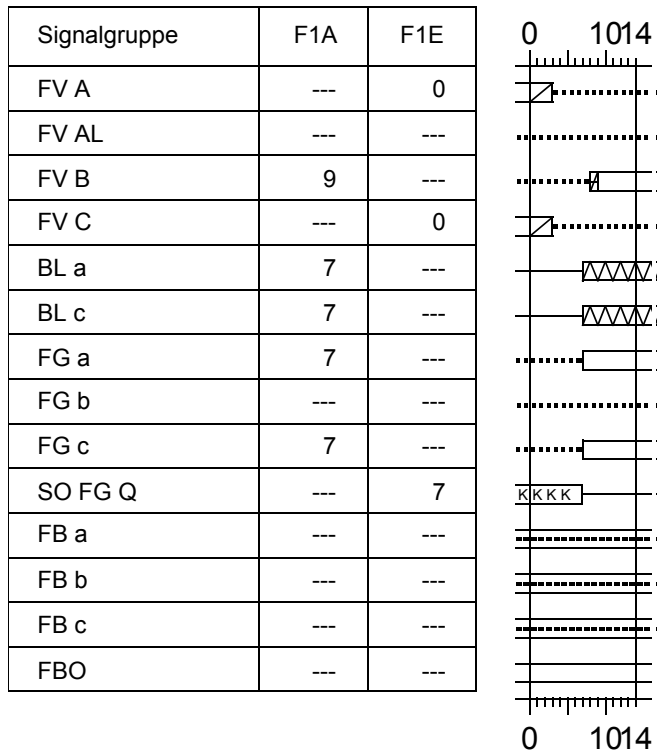 Signalgruppe F1A F1E 0 1014
FV A --- 0
FV AL --- ---
FV B 9 ---
FV C --- 0
BL a 7 ---
BL c 7 ---
FG a 7 ---
FG b --- ---
FG c 7 ---
SO FG Q --- 7 K K K K
FB a --- ---
FB b --- ---
FB c --- ---
FBO --- ---
0 1014